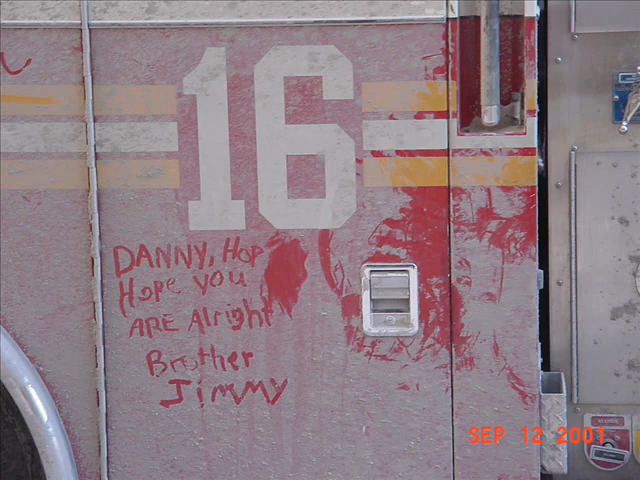 16
DANNY, Hop
Hope you
ARE Alright
Brother
Jimmy
SEP 12 2001